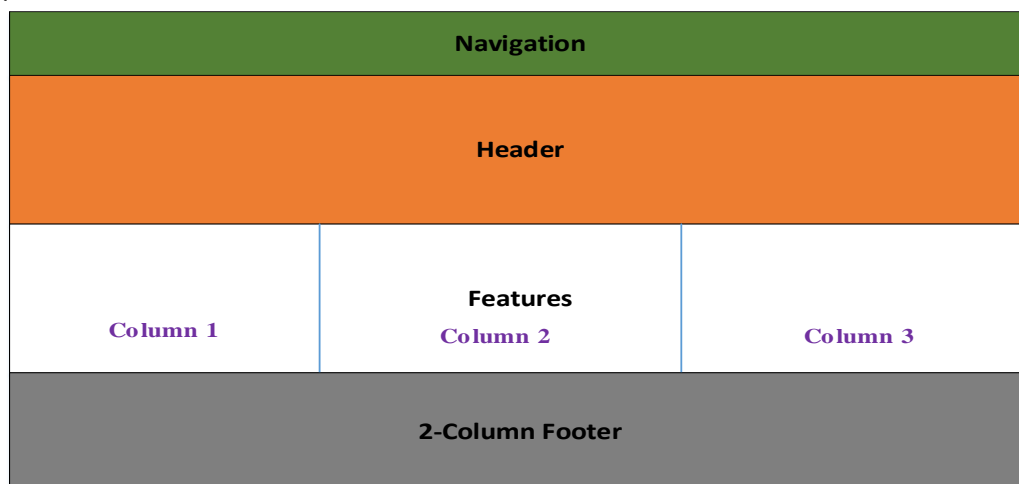 Navigation
Header
Features
Column 1
Column 2
Column 3
2-Column Footer